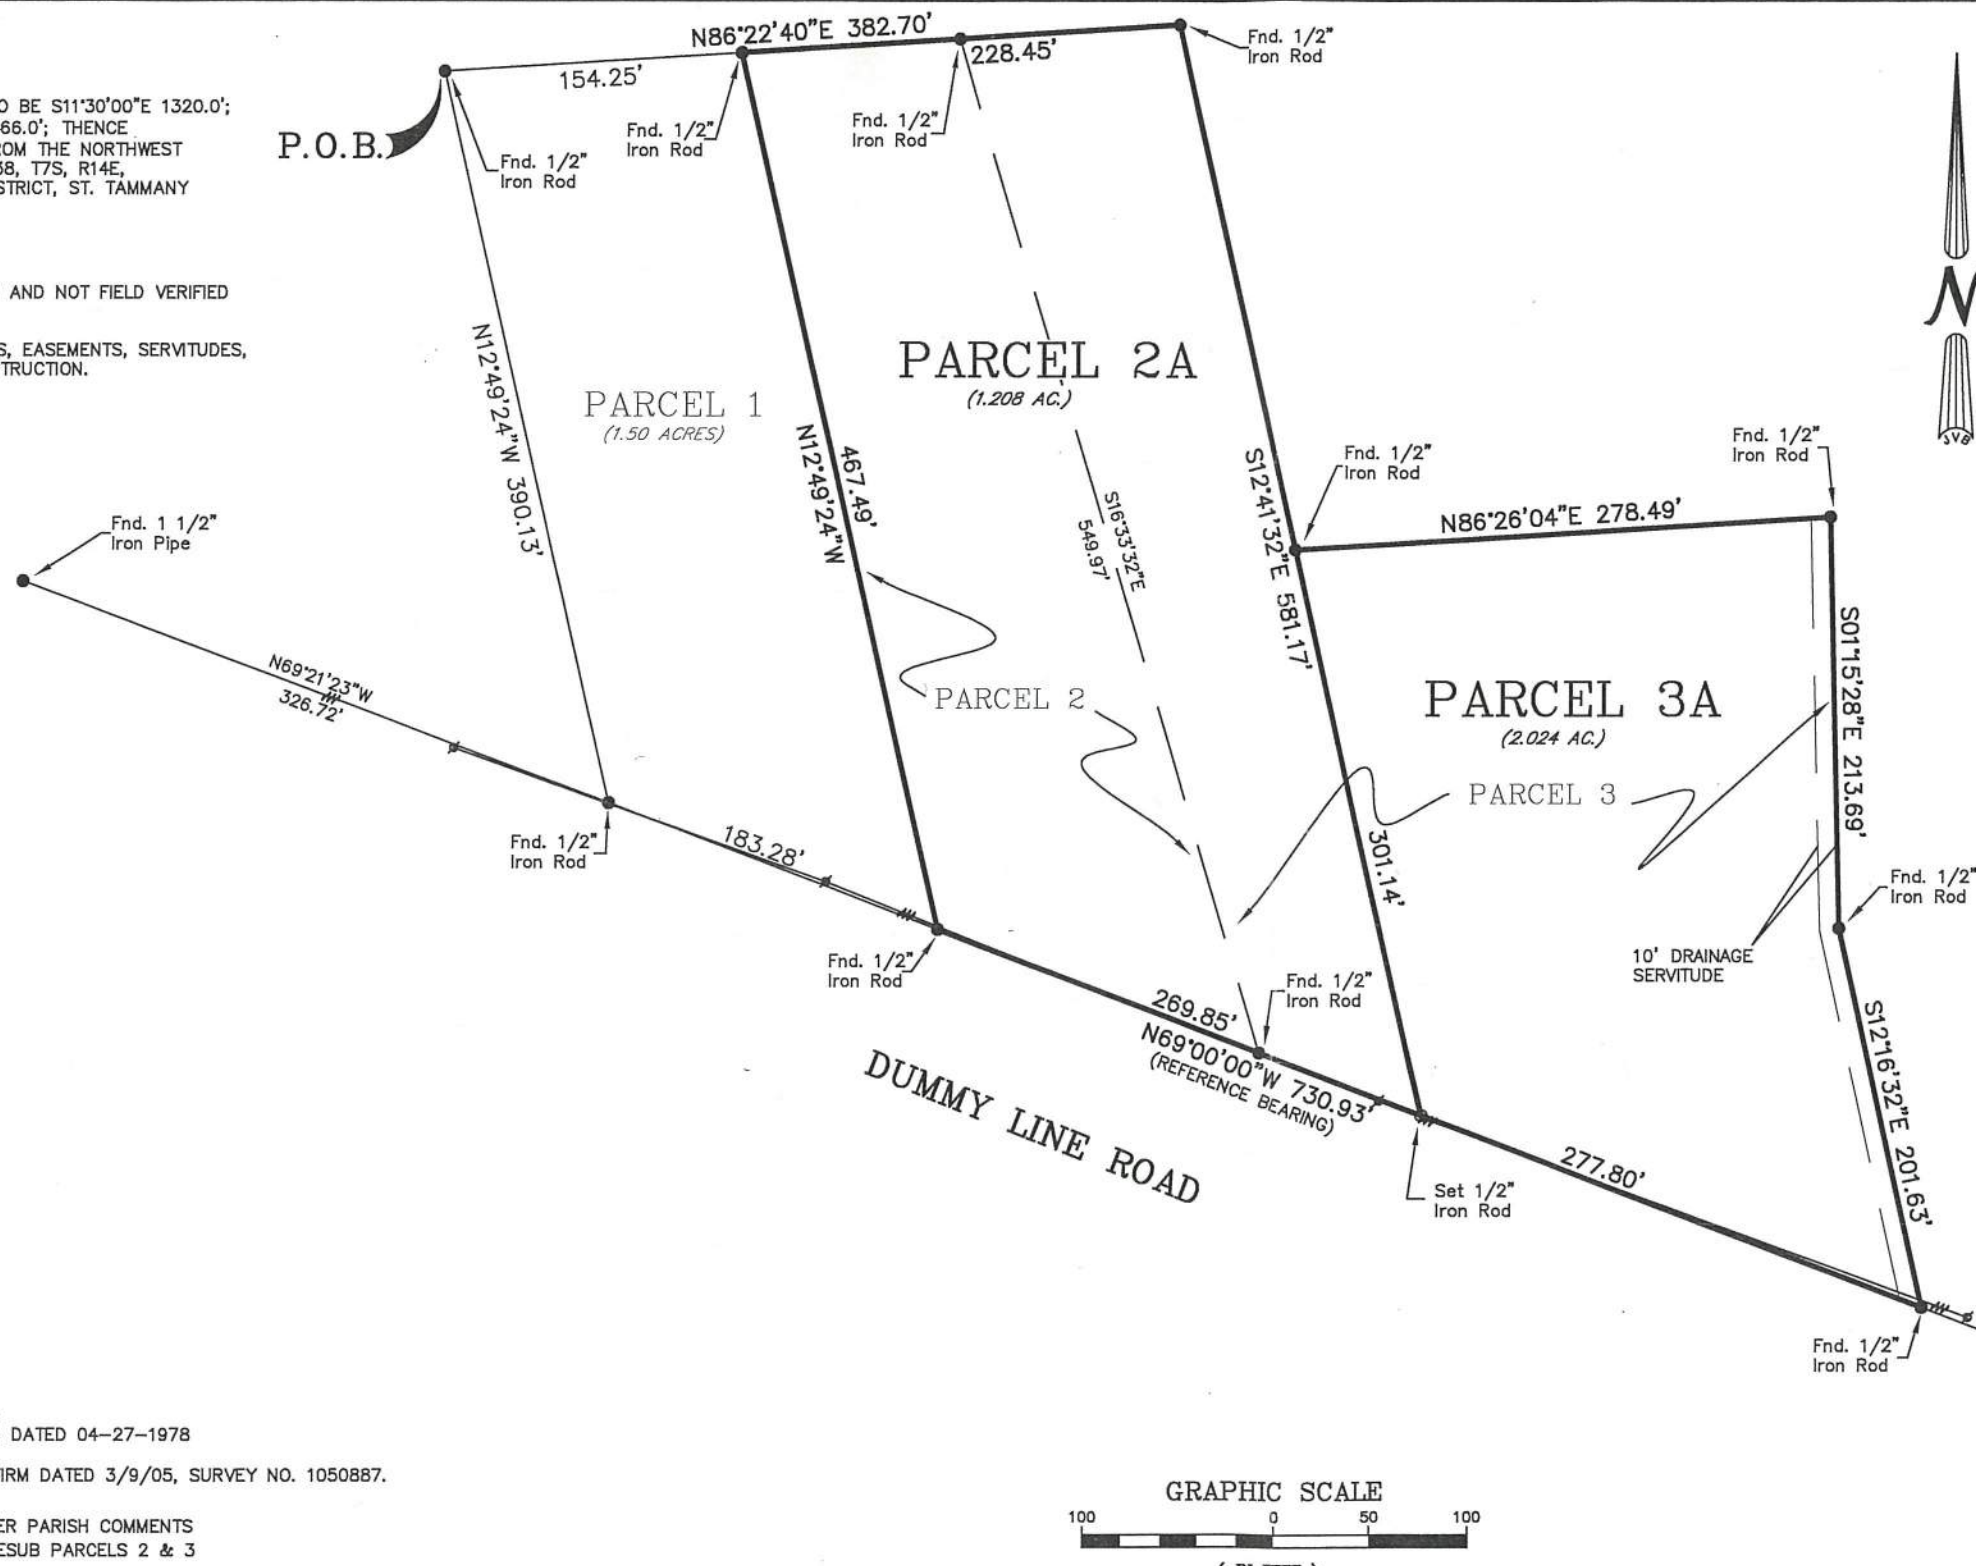 N86°22'40"E 382.70'
154.25'
228.45'
Fnd. 1/2"
Iron Rod
O BE S11°30'00"E 1320.0';
66.0'; THENCE
ROM THE NORTHWEST
38, T7S, R14E,
STRICT, ST. TAMMANY
P.O.B.
Fnd. 1/2"
Iron Rod
Fnd. 1/2"
Iron Rod
Fnd. 1/2"
Iron Rod
AND NOT FIELD VERIFIED
S, EASEMENTS, SERVITUDES,
TRUCTION.
N
JVB
N12°49'24"W 390.13'
PARCEL 1
(1.50 ACRES)
PARCEL 2A
(1.208 AC.)
467.49'
N12°49'24"W
S16°33'32"E
549.97'
S12°41'32"E 581.17'
Fnd. 1/2"
Iron Rod
Fnd. 1/2"
Iron Rod
N86°26'04"E 278.49'
Fnd. 1 1/2"
Iron Pipe
N69°21'23"W
326.72'
PARCEL 2
PARCEL 3A
(2.024 AC.)
S01°15'28"E 213.69'
PARCEL 3
301.14'
Fnd. 1/2"
Iron Rod
183.28'
Fnd. 1/2"
Iron Rod
Fnd. 1/2"
Iron Rod
10' DRAINAGE
SERVITUDE
Fnd. 1/2"
Iron Rod
269.85'
N69°00'00"W 730.93'
(REFERENCE BEARING)
S12°16'32"E 201.63'
DUMMY LINE ROAD
277.80'
Set 1/2"
Iron Rod
Fnd. 1/2"
Iron Rod
DATED 04-27-1978
IRM DATED 3/9/05, SURVEY NO. 1050887.
ER PARISH COMMENTS
ESUB PARCELS 2 & 3
GRAPHIC SCALE
100 0 50 100